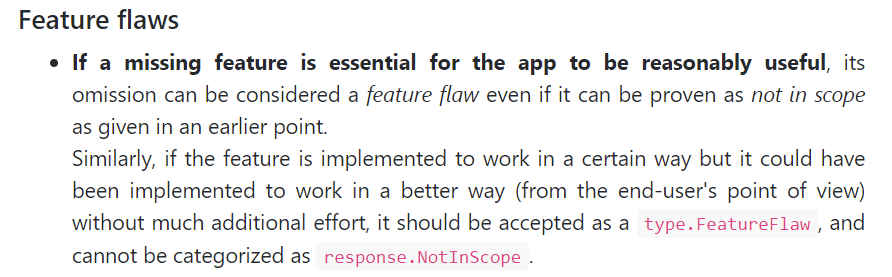 Feature flaws
• If a missing feature is essential for the app to be reasonably useful, its
omission can be considered a feature flaw even if it can be proven as not in scope
as given in an earlier point.
Similarly, if the feature is implemented to work in a certain way but it could have
been implemented to work in a better way (from the end-user's point of view)
without much additional effort, it should be accepted as a type.FeatureFlaw, and
cannot be categorized as response.NotInScope.